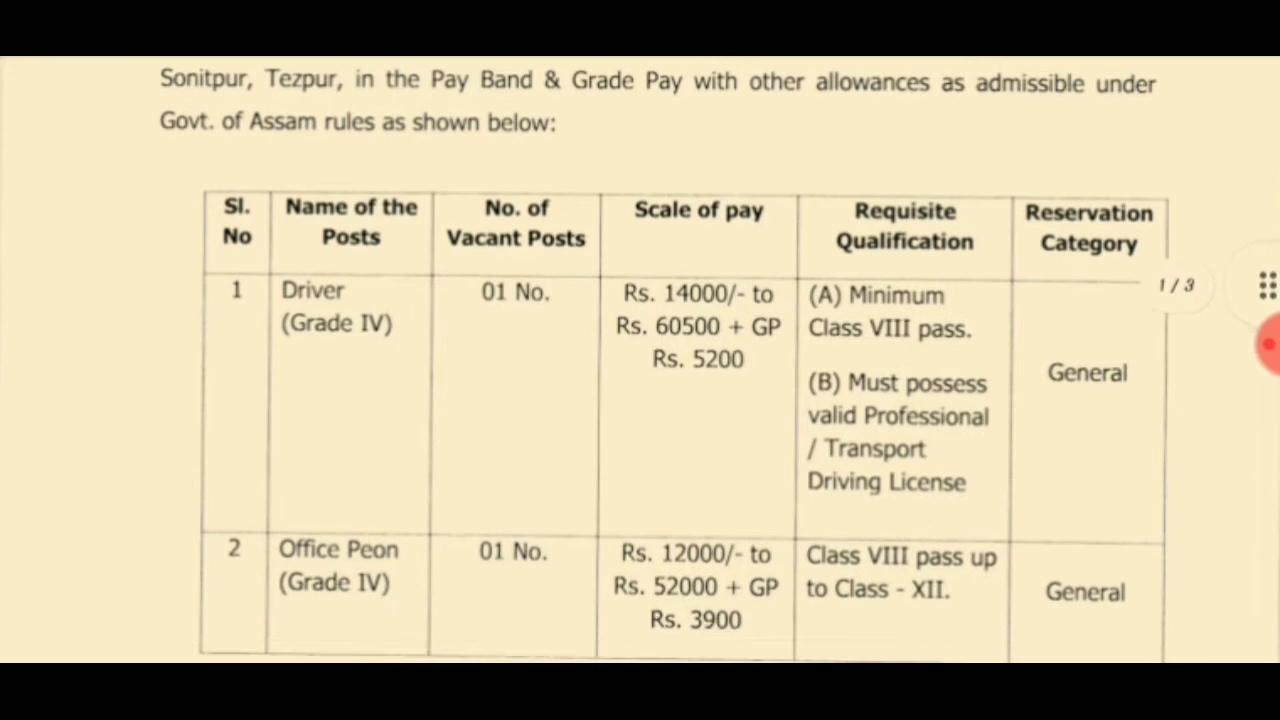 Sonitpur, Tezpur, in the Pay Band & Grade Pay with other allowances as admissible under
Govt. of Assam rules as shown below:
Sl. No
Name of the Posts
No. of Vacant Posts
Scale of pay
Requisite Qualification
Reservation Category
1
Driver
(Grade IV)
01 No.
Rs. 14000/- to
Rs. 60500 + GP
Rs. 5200
(A) Minimum
Class VIII pass.
(B) Must possess
valid Professional
/ Transport
Driving License
General
1 / 3
2
Office Peon
(Grade IV)
01 No.
Rs. 12000/- to
Rs. 52000 + GP
Rs. 3900
Class VIII pass up
to Class - XII.
General